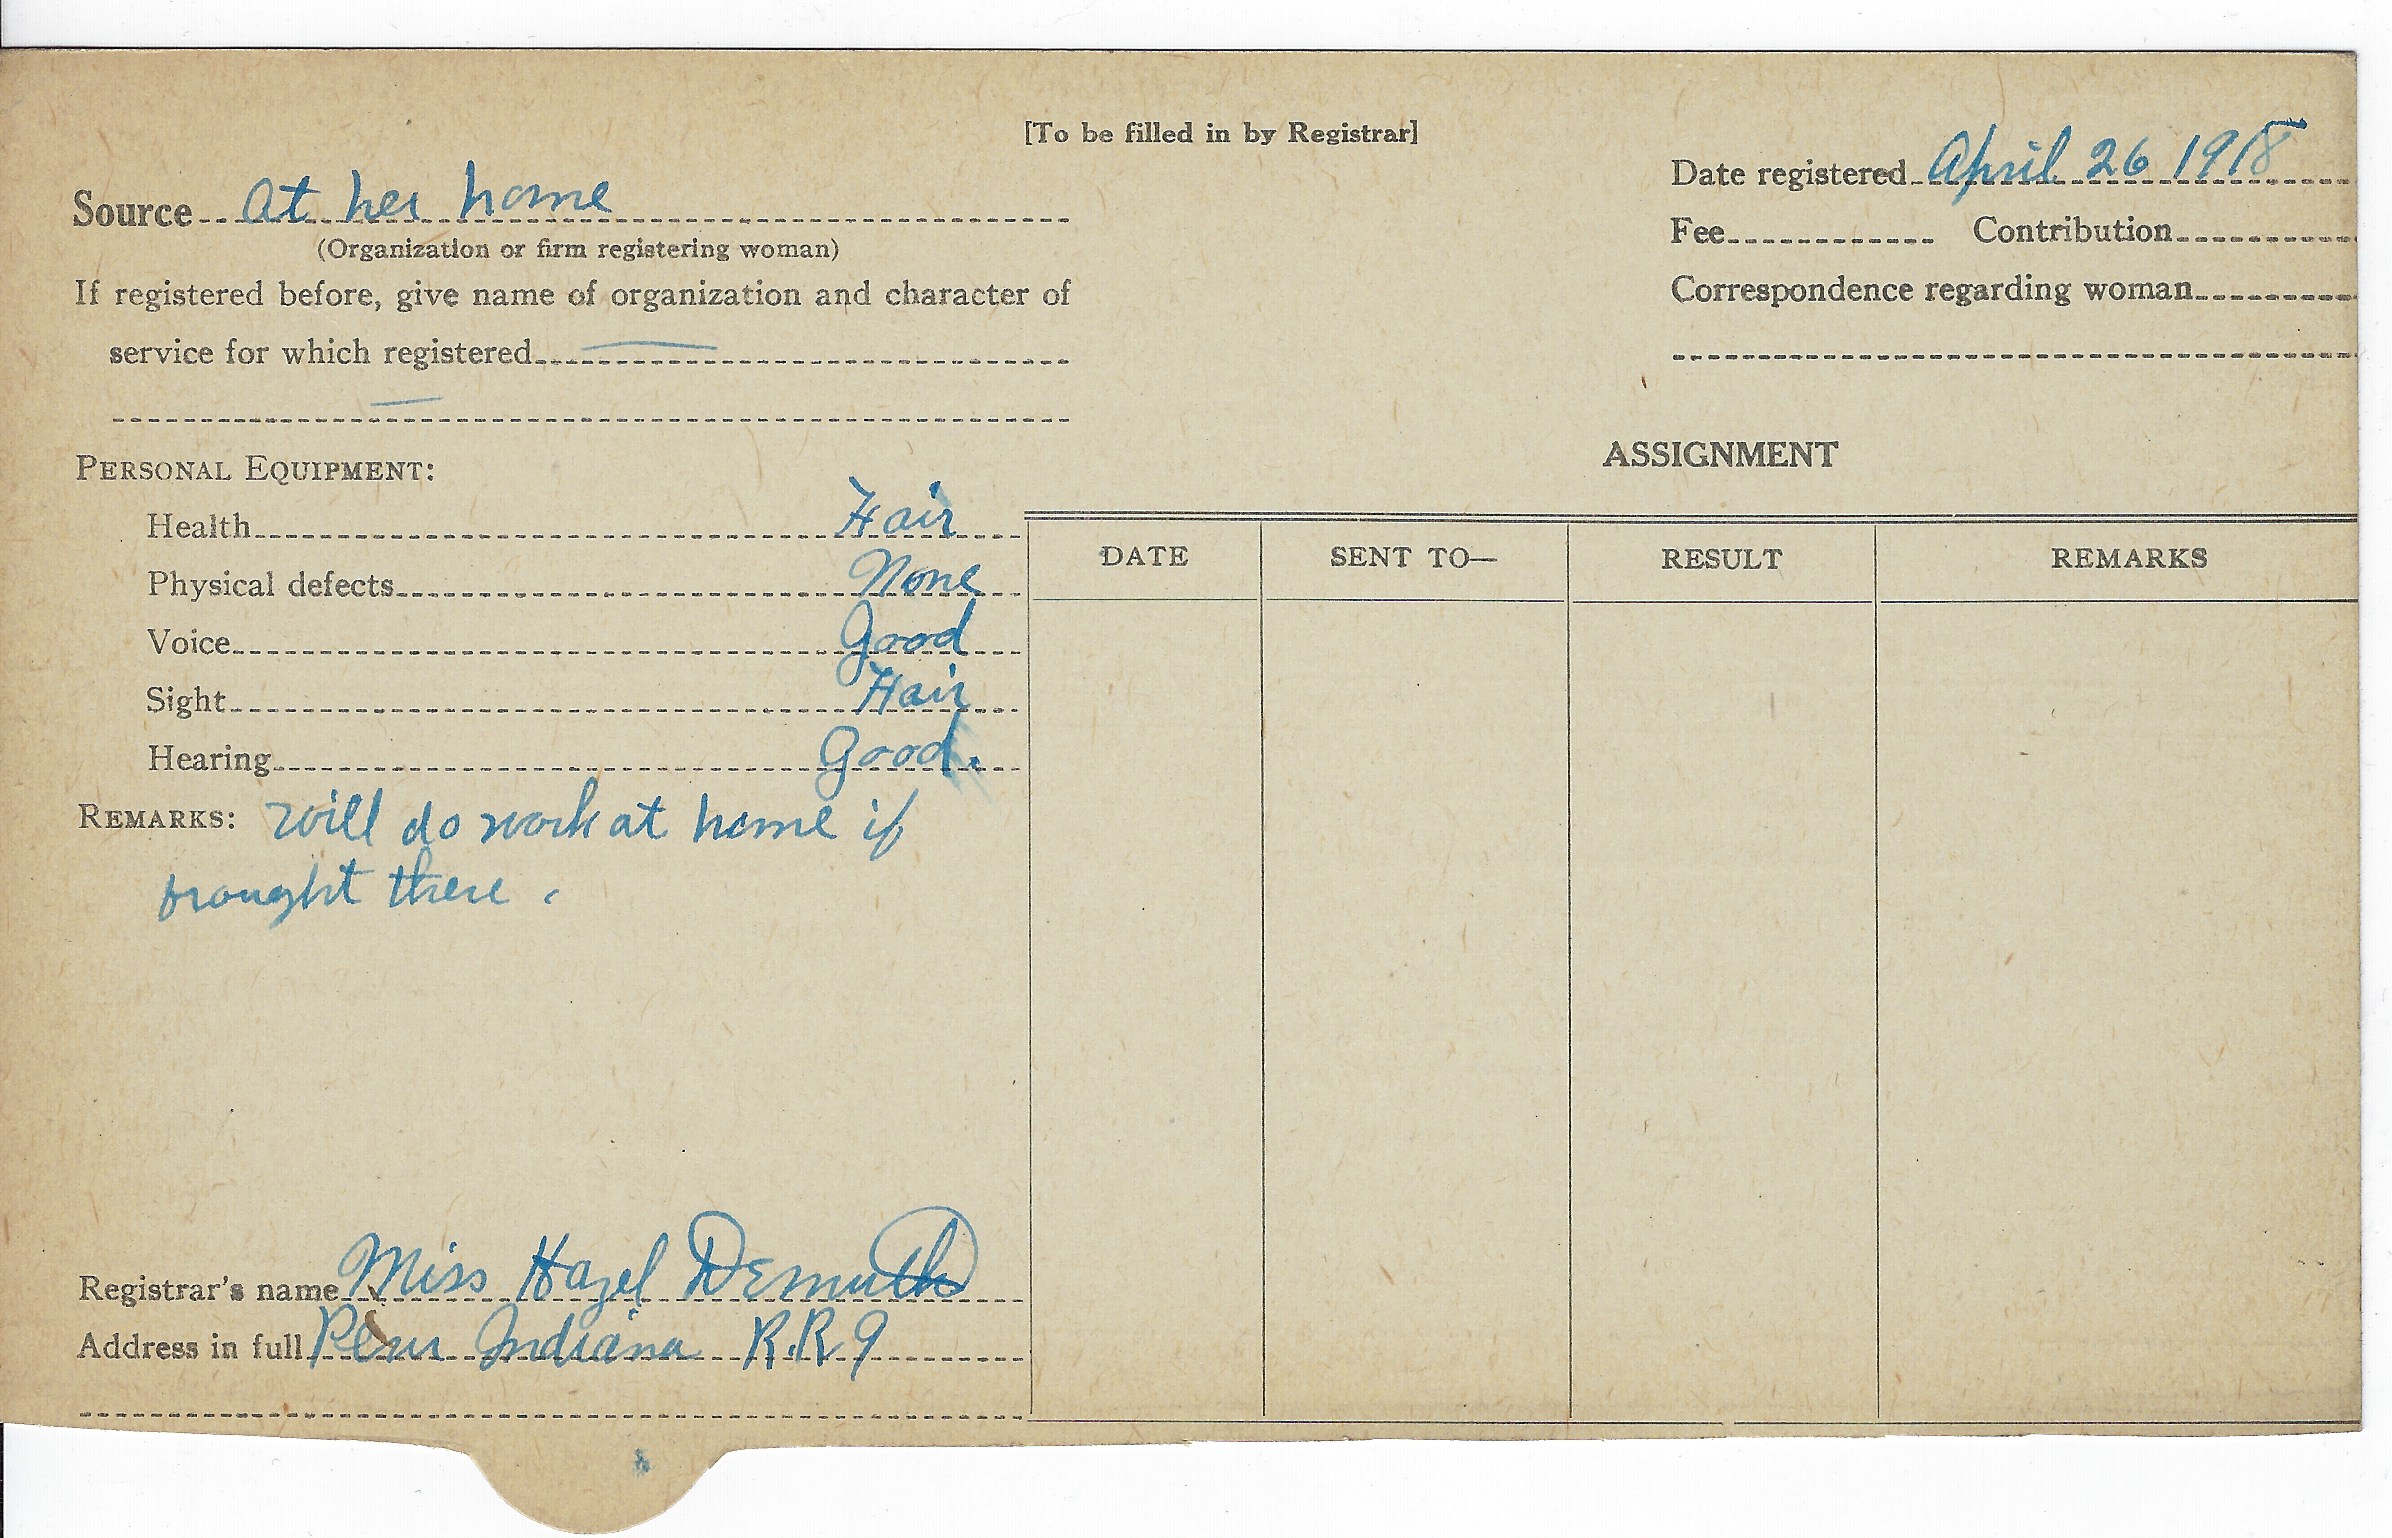 [To be filled in by Registrar]
Date registered April 26 1918
Source at her home
(Organization or firm registering woman)
Fee Contribution
If registered before, give name of organization and character of
Correspondence regarding woman
service for which registered —
—
ASSIGNMENT
PERSONAL EQUIPMENT:
Health Fair
DATE SENT TO— RESULT REMARKS
Physical defects None
Voice Good
Sight Fair
Hearing Good.
REMARKS: will do work at home if
brought there.
Registrar's name Miss Hazel Demuth
Address in full Peru Indiana R.R 9